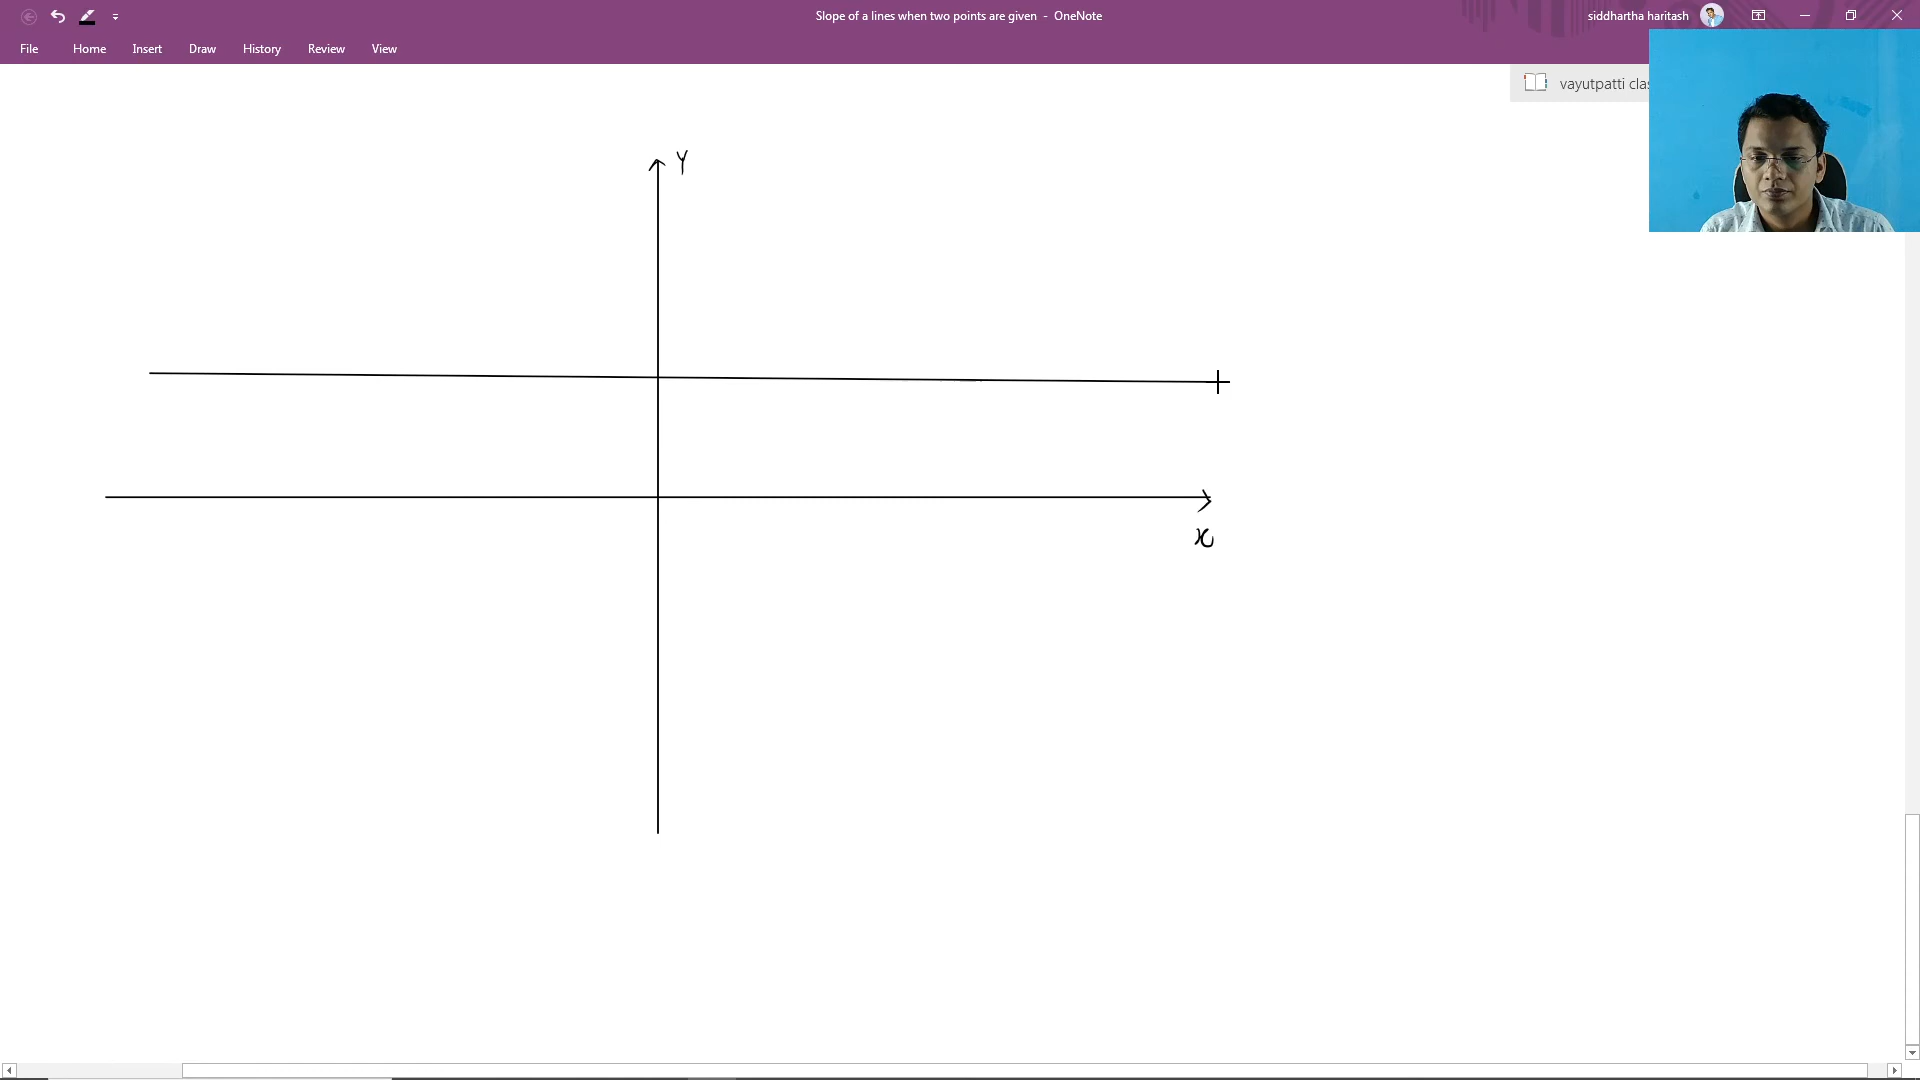 Slope of a lines when two points are given - OneNote
siddhartha haritash
File Home Insert Draw History Review View
vayutpatti clas
Y
x